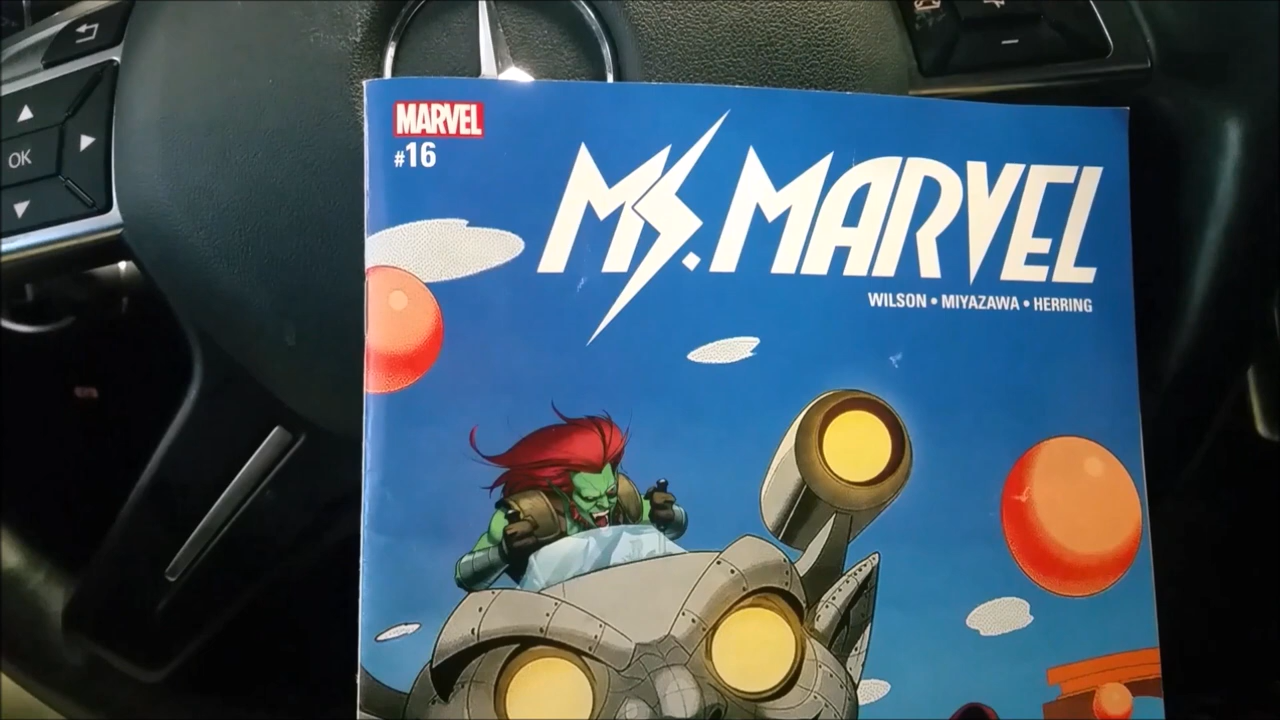 OK
MARVEL
#16
MS. MARVEL
WILSON • MIYAZAWA • HERRING